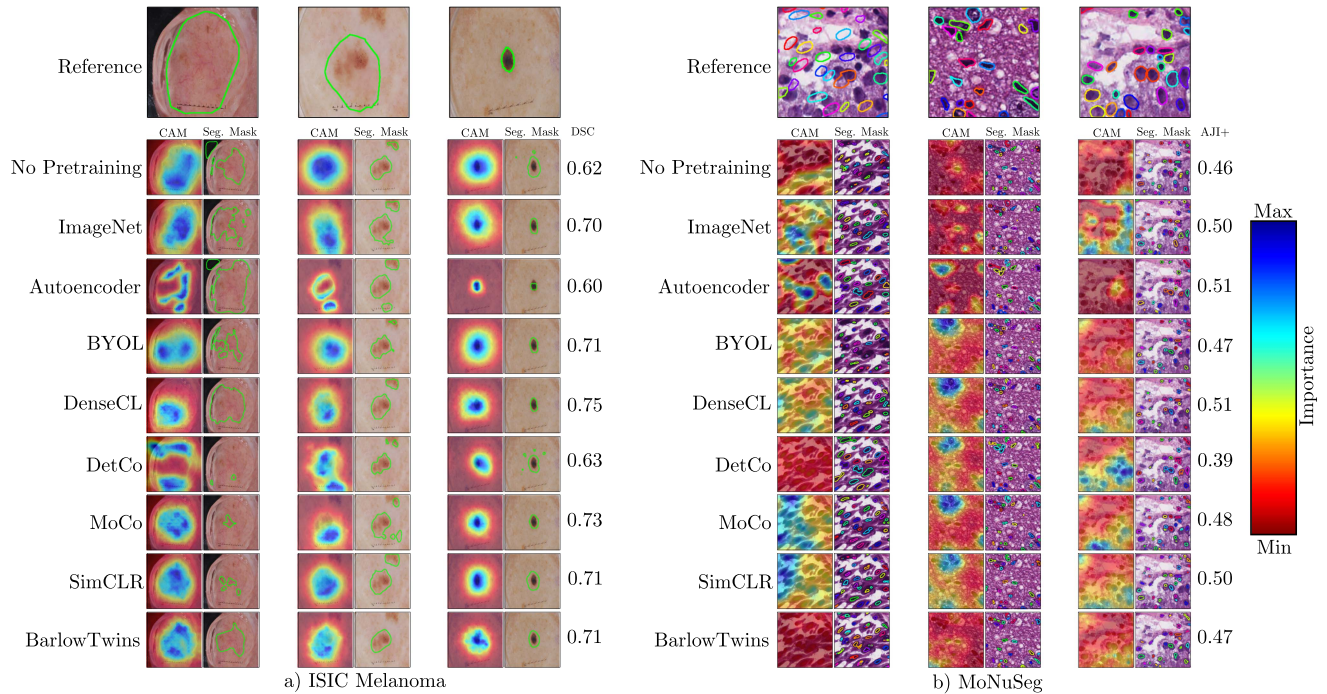 Reference
Reference
CAM Seg. Mask CAM Seg. Mask CAM Seg. Mask DSC
CAM Seg. Mask CAM Seg. Mask CAM Seg. Mask AJI+
No Pretraining 0.62
No Pretraining 0.46
ImageNet 0.70
ImageNet 0.50
Autoencoder 0.60
Autoencoder 0.51
BYOL 0.71
BYOL 0.47
DenseCL 0.75
DenseCL 0.51
DetCo 0.63
DetCo 0.39
MoCo 0.73
MoCo 0.48
SimCLR 0.71
SimCLR 0.50
BarlowTwins 0.71
BarlowTwins 0.47
Max
Importance
Min
a) ISIC Melanoma
b) MoNuSeg